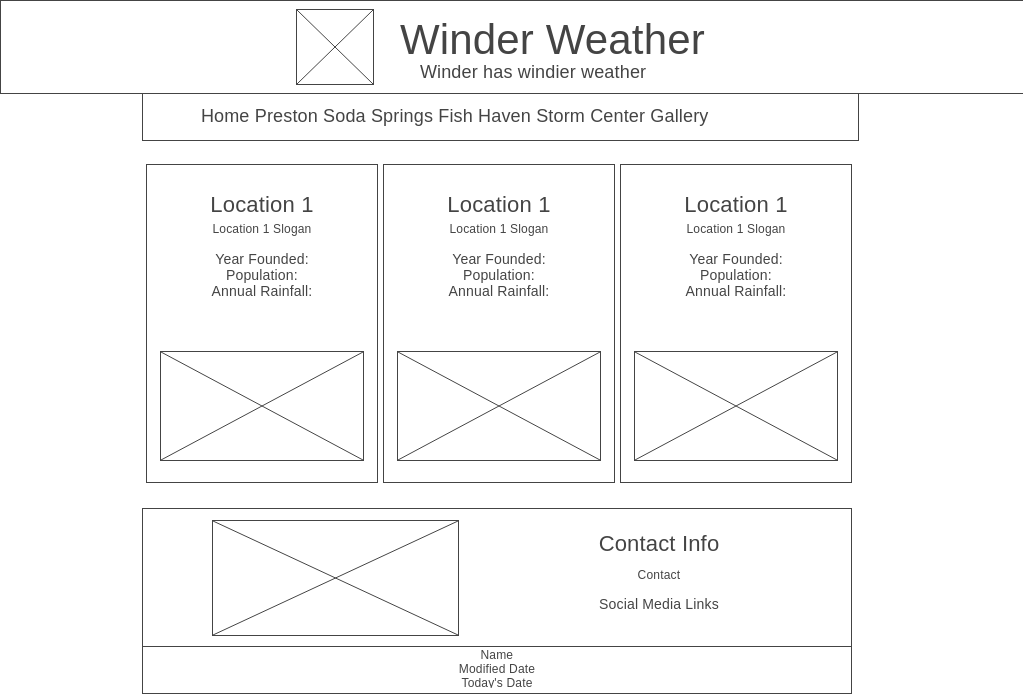 Winder Weather
Winder has windier weather
Home Preston Soda Springs Fish Haven Storm Center Gallery
Location 1
Location 1 Slogan
Year Founded:
Population:
Annual Rainfall:
Location 1
Location 1 Slogan
Year Founded:
Population:
Annual Rainfall:
Location 1
Location 1 Slogan
Year Founded:
Population:
Annual Rainfall:
Contact Info
Contact
Social Media Links
Name
Modified Date
Today's Date